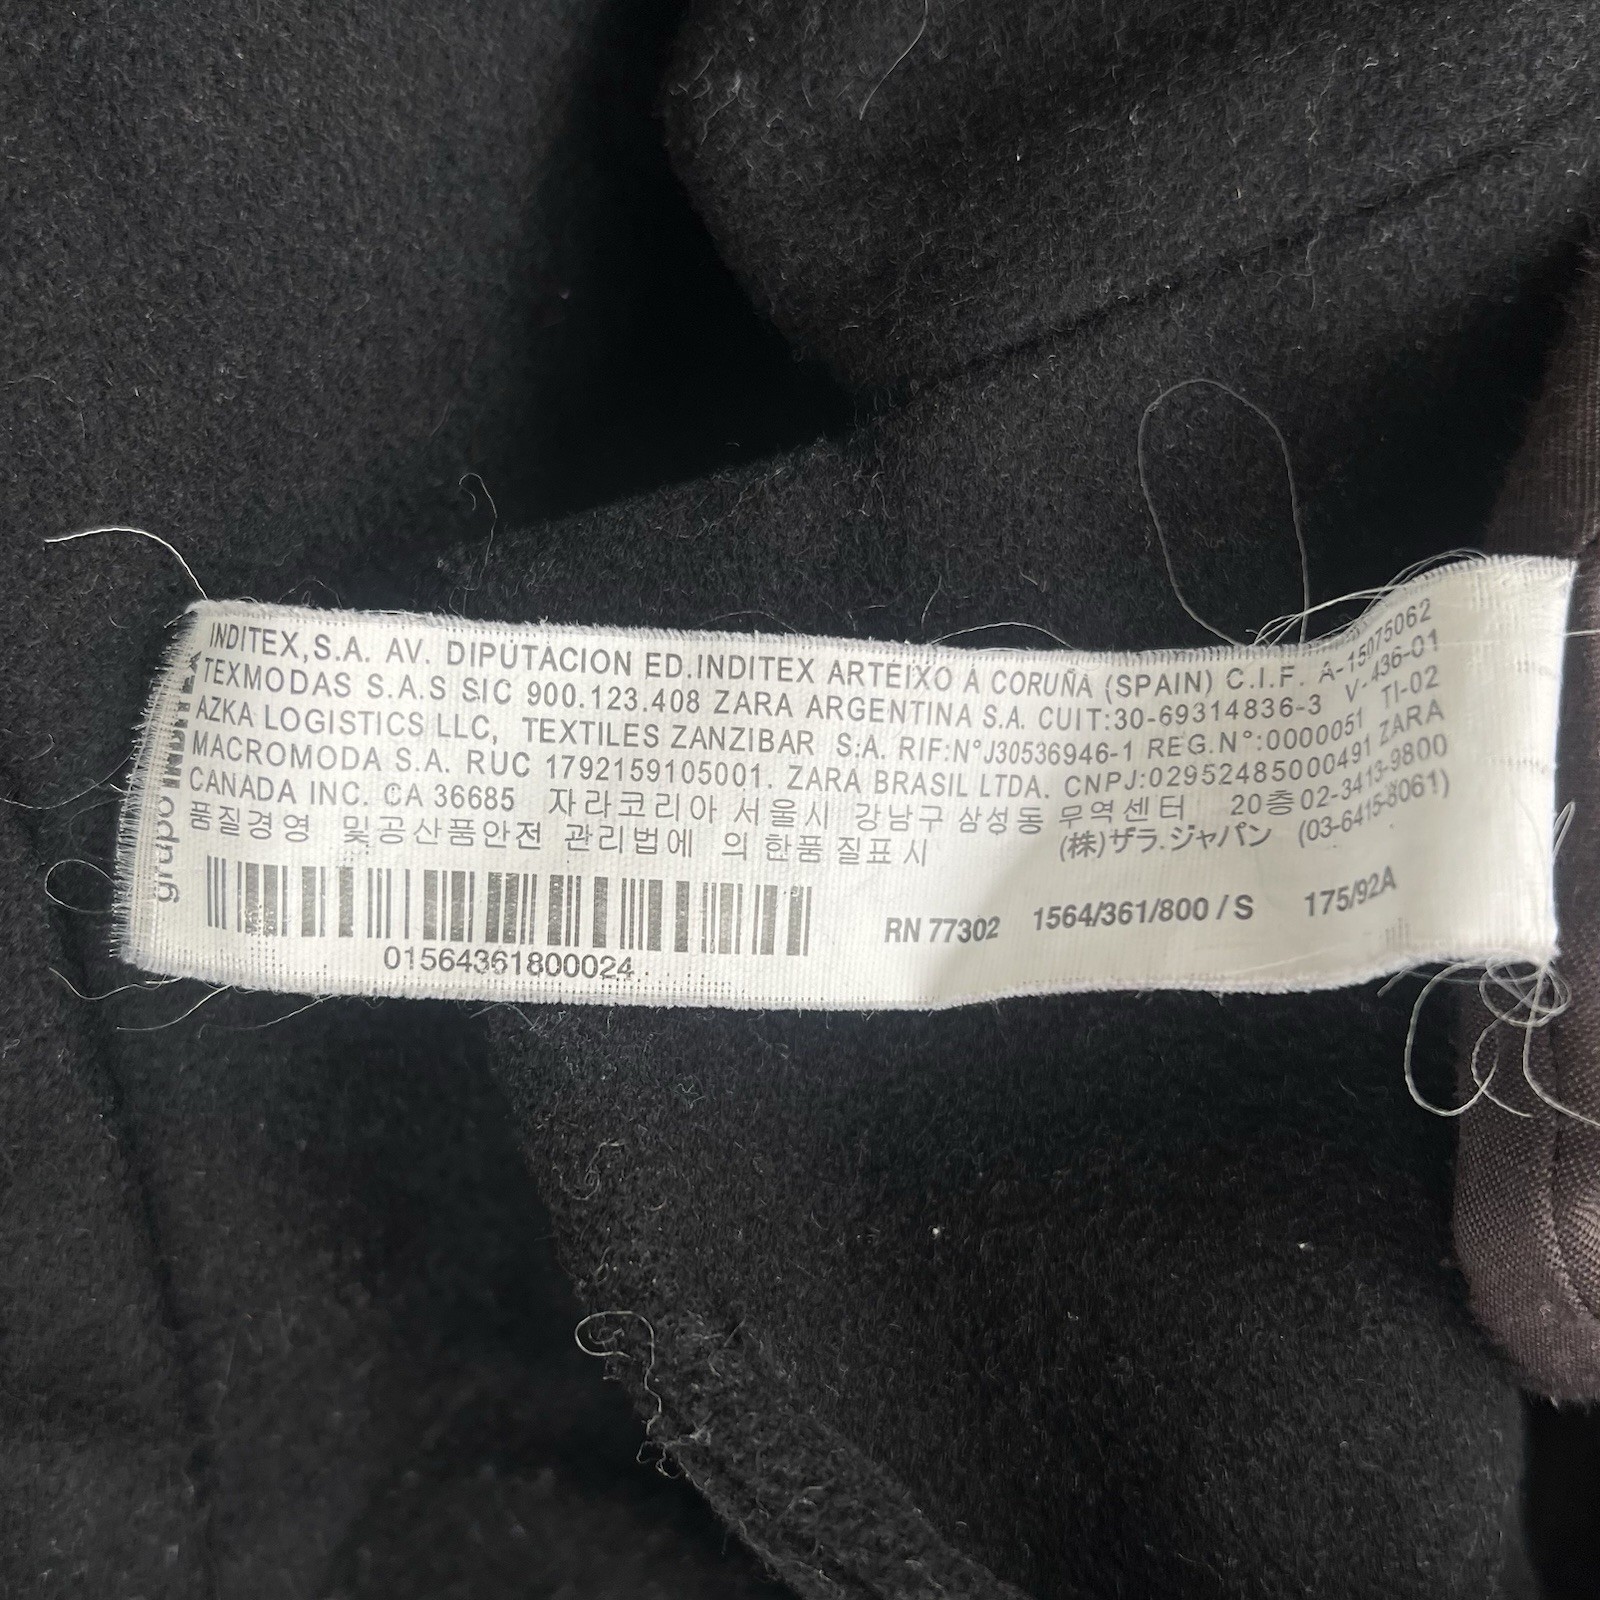 grupo INDITEX
INDITEX,S.A. AV. DIPUTACION ED.INDITEX ARTEIXO A CORUÑA (SPAIN) C.I.F. A-15075062
TEXMODAS S.A.S SIC 900.123.408 ZARA ARGENTINA S.A. CUIT:30-69314836-3 V-436-01
AZKA LOGISTICS LLC, TEXTILES ZANZIBAR S.A. RIF:N°J30536946-1 REG.N°:0000051 TI-02
MACROMODA S.A. RUC 1792159105001. ZARA BRASIL LTDA. CNPJ:02952485000491 ZARA
CANADA INC. CA 36685 자라코리아 서울시 강남구 삼성동 무역센터 20층 02-3413-9800
품질경영 및공산품안전 관리법에 의한품질표시 (株)ザラ.ジャパン (03-6415-8061)
RN 77302 1564/361/800 / S 175/92A
01564361800024